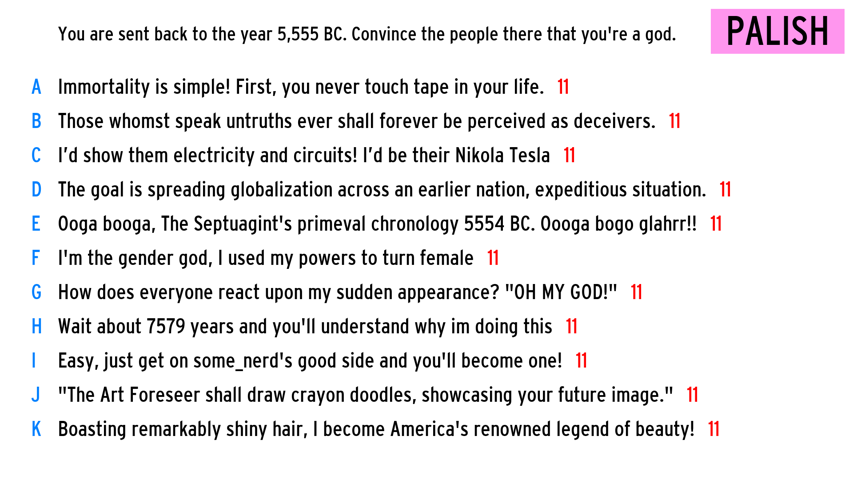 You are sent back to the year 5,555 BC. Convince the people there that you're a god.
PALISH
A Immortality is simple! First, you never touch tape in your life. 11
B Those whomst speak untruths ever shall forever be perceived as deceivers. 11
C I'd show them electricity and circuits! I'd be their Nikola Tesla 11
D The goal is spreading globalization across an earlier nation, expeditious situation. 11
E Ooga booga, The Septuagint's primeval chronology 5554 BC. Oooga bogo glahrr!! 11
F I'm the gender god, I used my powers to turn female 11
G How does everyone react upon my sudden appearance? "OH MY GOD!" 11
H Wait about 7579 years and you'll understand why im doing this 11
I Easy, just get on some_nerd's good side and you'll become one! 11
J "The Art Foreseer shall draw crayon doodles, showcasing your future image." 11
K Boasting remarkably shiny hair, I become America's renowned legend of beauty! 11